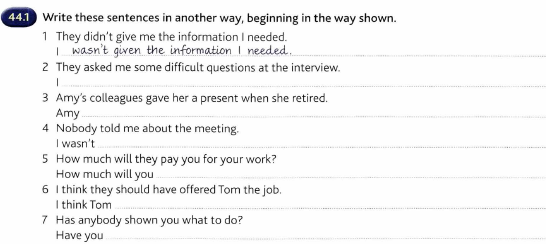 44.1 Write these sentences in another way, beginning in the way shown.
1 They didn't give me the information I needed.
I wasn't given the information I needed.
2 They asked me some difficult questions at the interview.
I
3 Amy's colleagues gave her a present when she retired.
Amy
4 Nobody told me about the meeting.
I wasn't
5 How much will they pay you for your work?
How much will you
6 I think they should have offered Tom the job.
I think Tom
7 Has anybody shown you what to do?
Have you